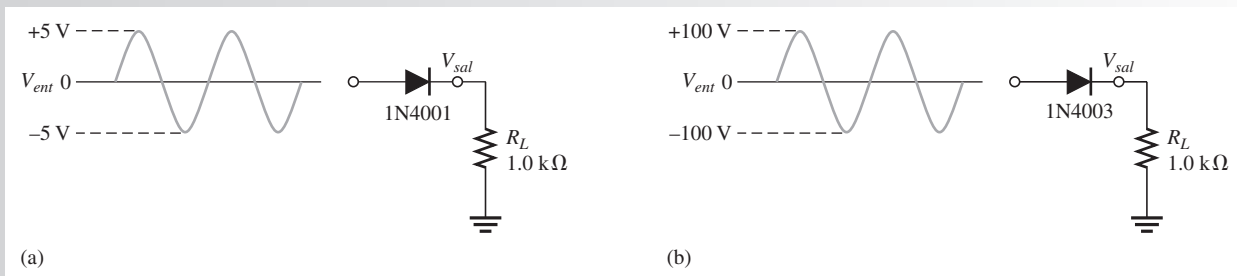 +5 V
V_ent 0
–5 V
V_sal
1N4001
R_L
1.0 kΩ
(a)
+100 V
V_ent 0
–100 V
V_sal
1N4003
R_L
1.0 kΩ
(b)